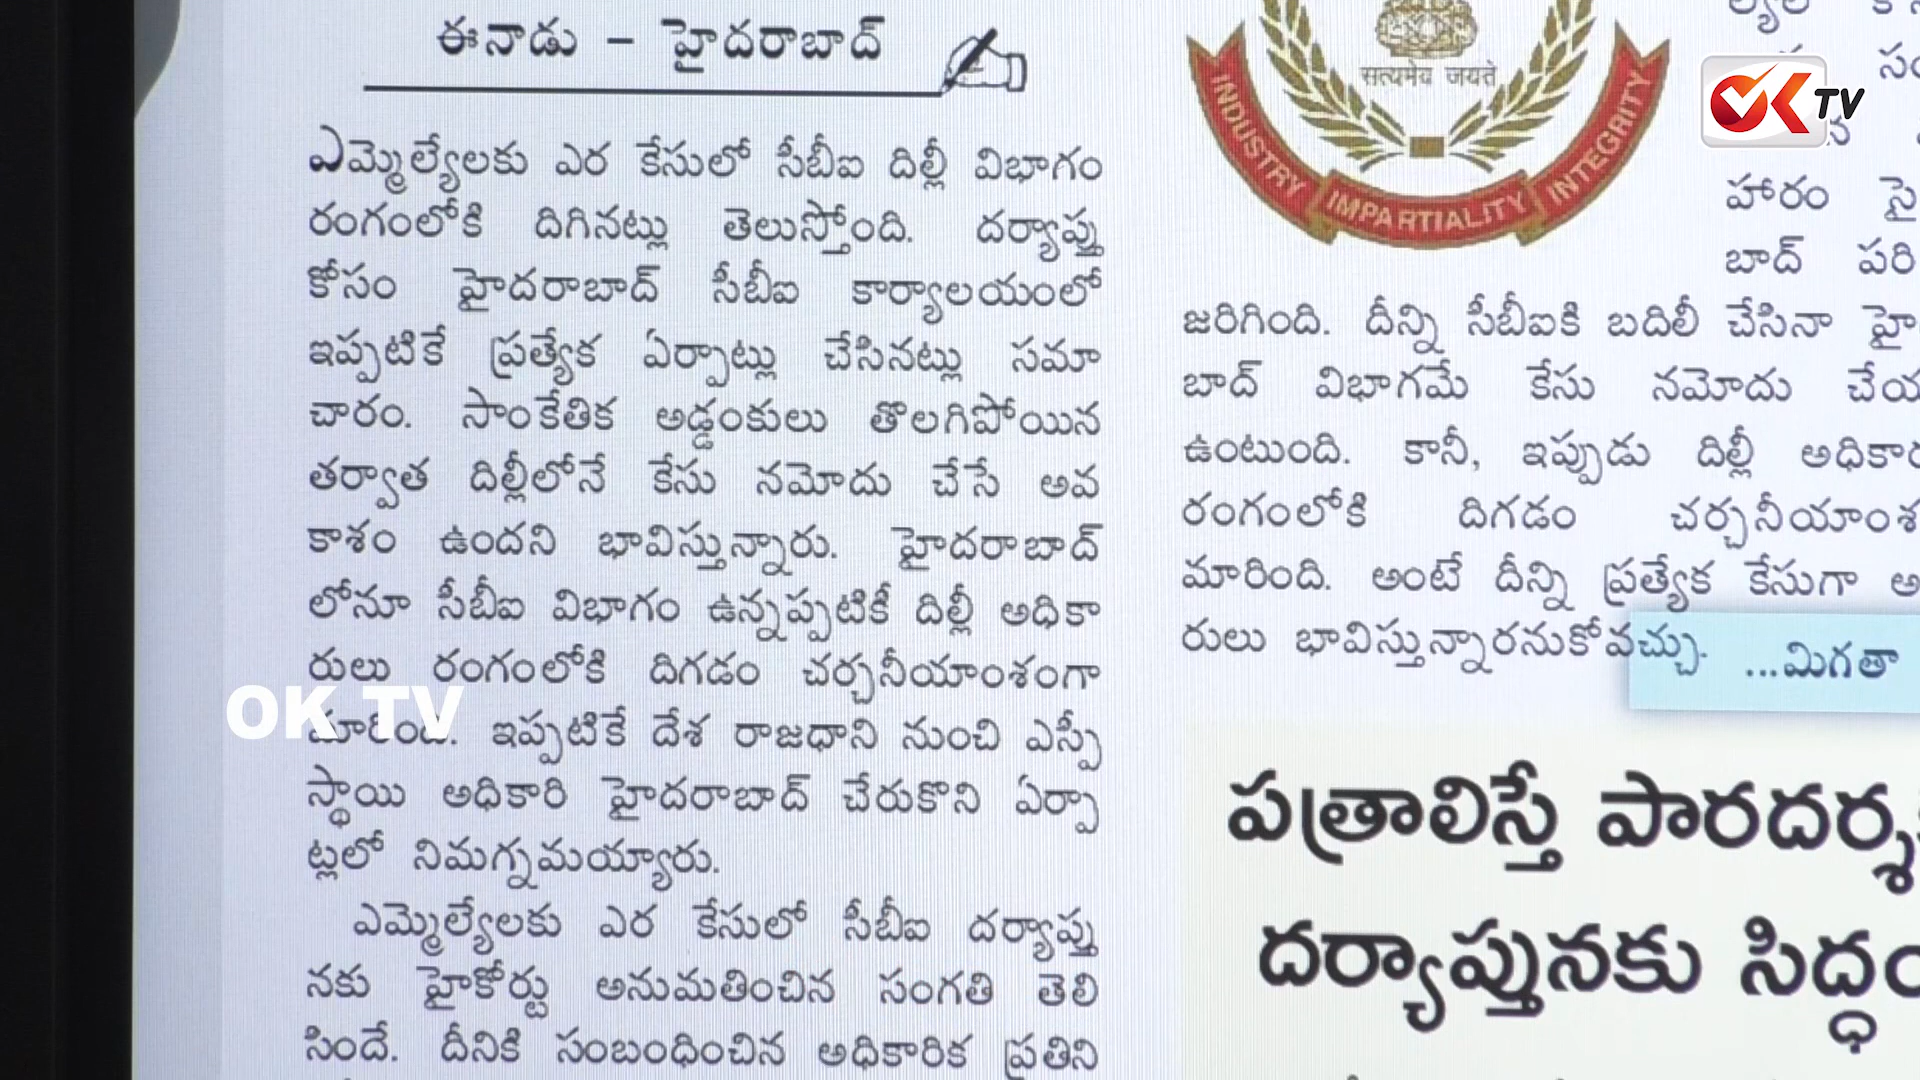 ఈనాడు - హైదరాబాద్
ఎమ్మెల్యేలకు ఎర కేసులో సీబీఐ దిల్లీ విభాగం
రంగంలోకి దిగినట్లు తెలుస్తోంది. దర్యాప్తు
కోసం హైదరాబాద్ సీబీఐ కార్యాలయంలో
ఇప్పటికే ప్రత్యేక ఏర్పాట్లు చేసినట్లు సమా
చారం. సాంకేతిక అడ్డంకులు తొలగిపోయిన
తర్వాత దిల్లీలోనే కేసు నమోదు చేసే అవ
కాశం ఉందని భావిస్తున్నారు. హైదరాబాద్
లోనూ సీబీఐ విభాగం ఉన్నప్పటికీ దిల్లీ అధికా
రులు రంగంలోకి దిగడం చర్చనీయాంశంగా
మారింది. ఇప్పటికే దేశ రాజధాని నుంచి ఎస్పీ
స్థాయి అధికారి హైదరాబాద్ చేరుకొని ఏర్పా
ట్లలో నిమగ్నమయ్యారు.
ఎమ్మెల్యేలకు ఎర కేసులో సీబీఐ దర్యాప్తు
నకు హైకోర్టు అనుమతించిన సంగతి తెలి
సిందే. దీనికి సంబంధించిన అధికారిక ప్రతిని
OK TV
सत्यमेव जयते
INDUSTRY IMPARTIALITY INTEGRITY
OK TV
హారం సై
బాద్ పరి
జరిగింది. దీన్ని సీబీఐకి బదిలీ చేసినా హై
బాద్ విభాగమే కేసు నమోదు చేయ
ఉంటుంది. కానీ, ఇప్పుడు దిల్లీ అధికార
రంగంలోకి దిగడం చర్చనీయాంశ
మారింది. అంటే దీన్ని ప్రత్యేక కేసుగా అ
రులు భావిస్తున్నారనుకోవచ్చు.
...మిగతా
పత్రాలిస్తే పారదర్శ
దర్యాప్తునకు సిద్ధం